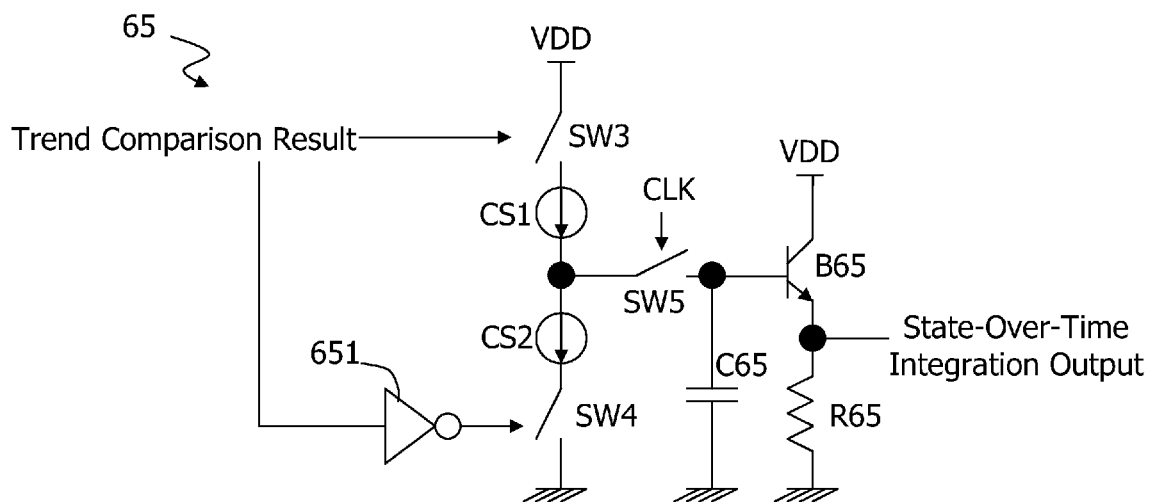 65
VDD
Trend Comparison Result
SW3
VDD
CS1
CLK
B65
SW5
CS2
State-Over-Time
Integration Output
651
C65
SW4
R65